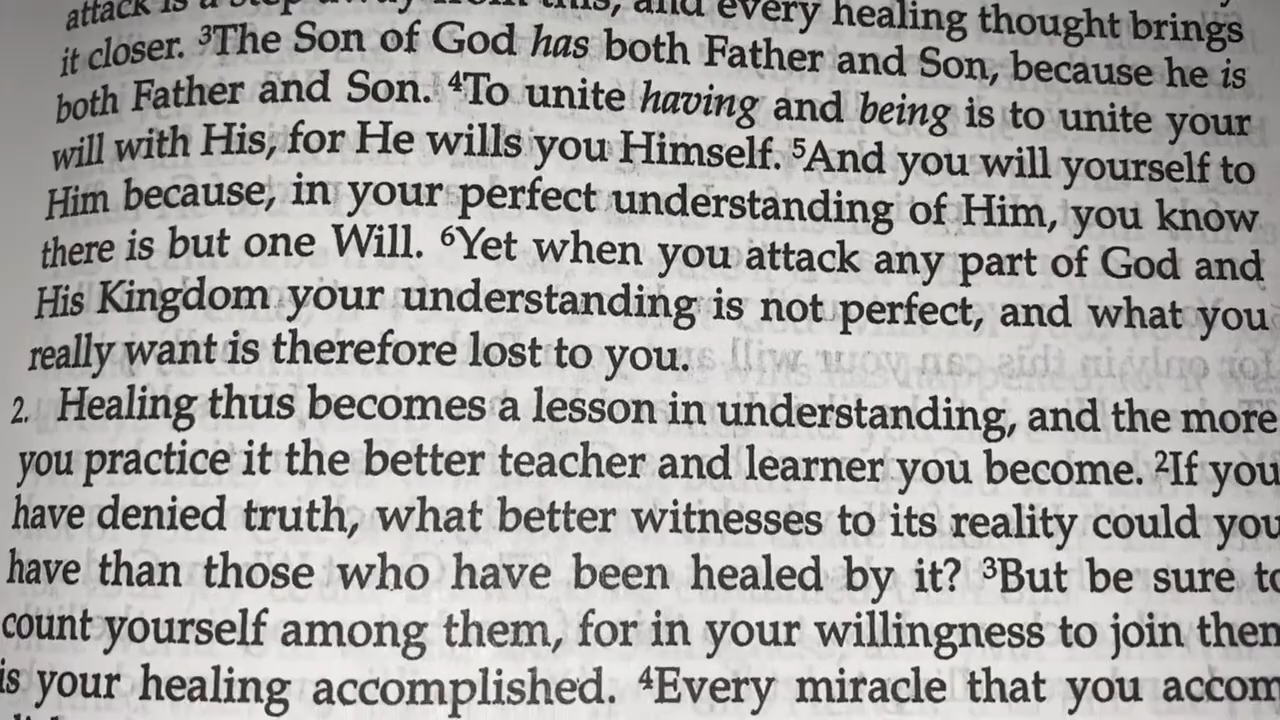 attack is a step away from this, and every healing thought brings
it closer. ³The Son of God has both Father and Son, because he is
both Father and Son. ⁴To unite having and being is to unite your
will with His, for He wills you Himself. ⁵And you will yourself to
Him because, in your perfect understanding of Him, you know
there is but one Will. ⁶Yet when you attack any part of God and
His Kingdom your understanding is not perfect, and what you
really want is therefore lost to you.
2. Healing thus becomes a lesson in understanding, and the more
you practice it the better teacher and learner you become. ²If you
have denied truth, what better witnesses to its reality could you
have than those who have been healed by it? ³But be sure to
count yourself among them, for in your willingness to join them
is your healing accomplished. ⁴Every miracle that you accom